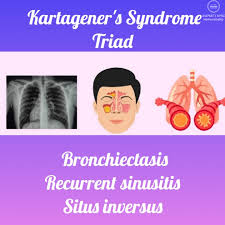 Kartagener's Syndrome
Triad
Bronchiectasis
Recurrent sinusitis
Situs inversus